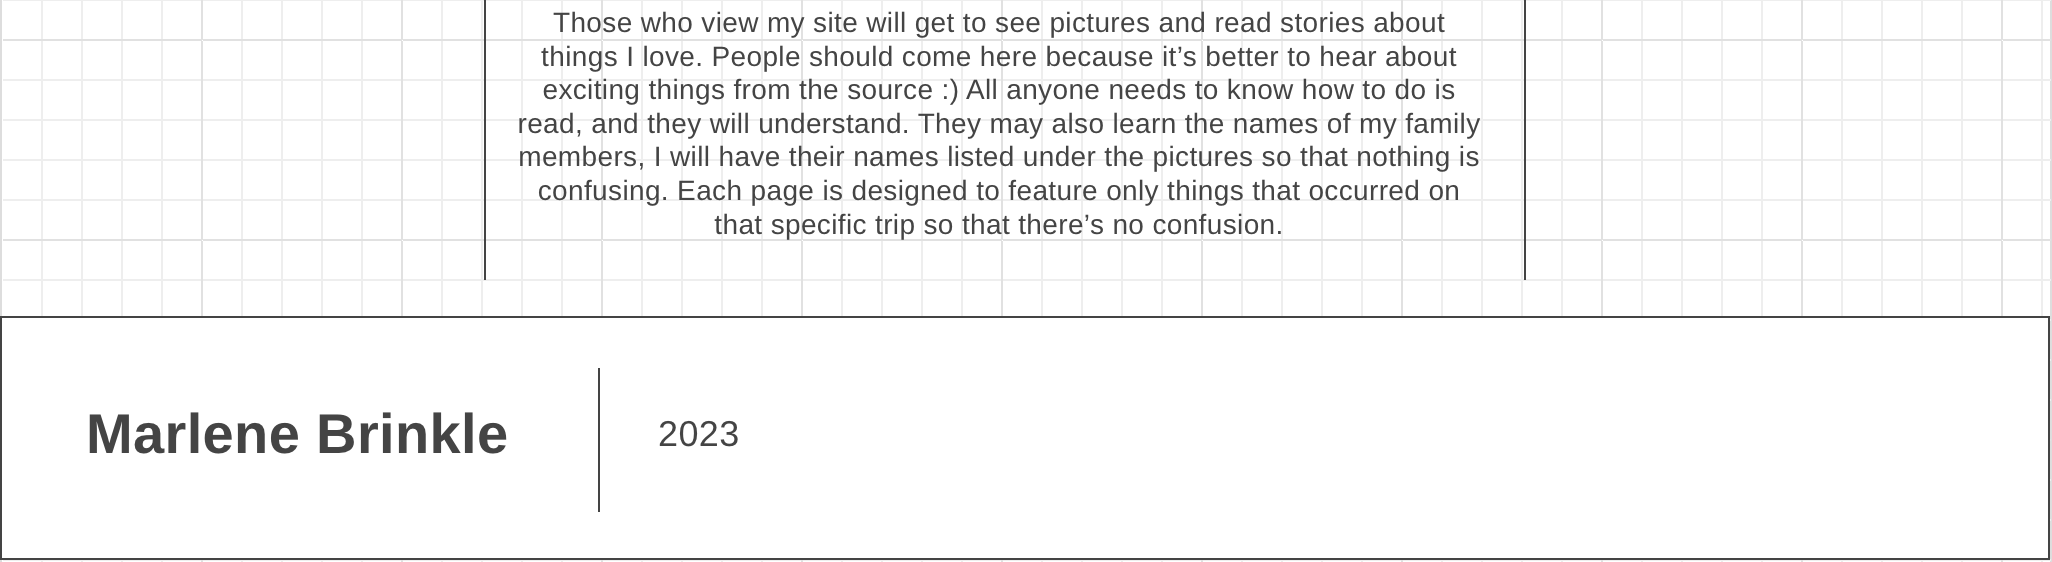 Those who view my site will get to see pictures and read stories about
things I love. People should come here because it’s better to hear about
exciting things from the source :) All anyone needs to know how to do is
read, and they will understand. They may also learn the names of my family
members, I will have their names listed under the pictures so that nothing is
confusing. Each page is designed to feature only things that occurred on
that specific trip so that there’s no confusion.
Marlene Brinkle
2023